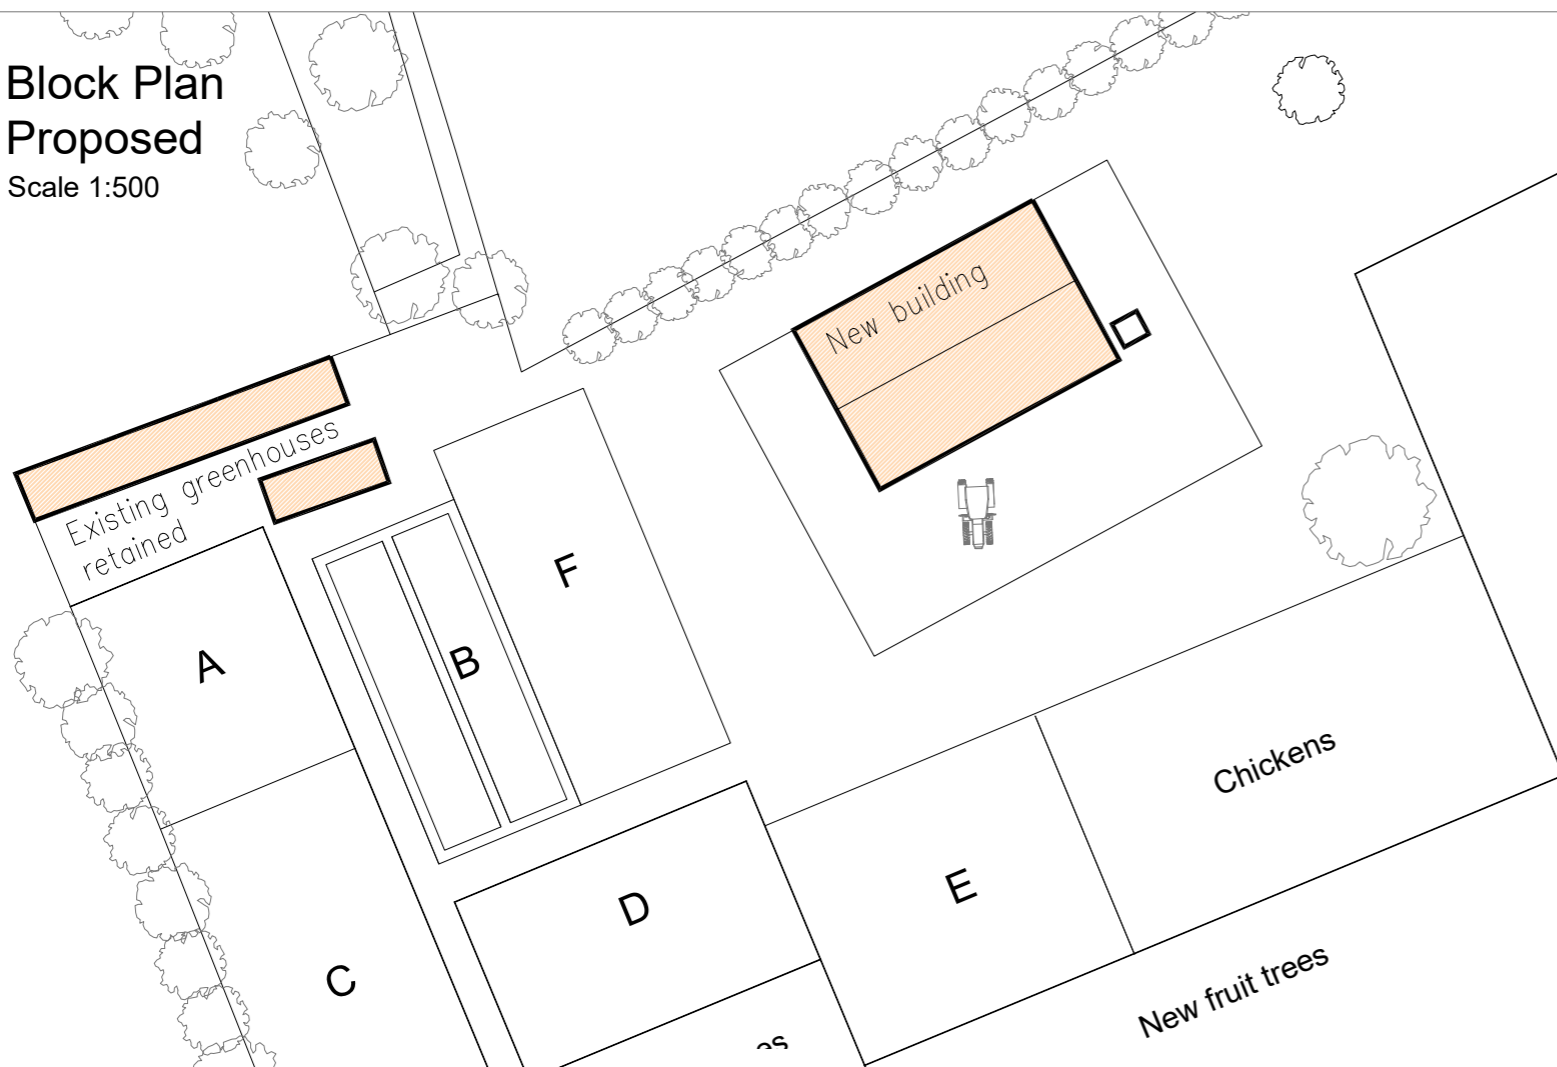 Block Plan
Proposed
Scale 1:500
New building
Existing greenhouses
retained
F
B
A
Chickens
D
E
C
New fruit trees